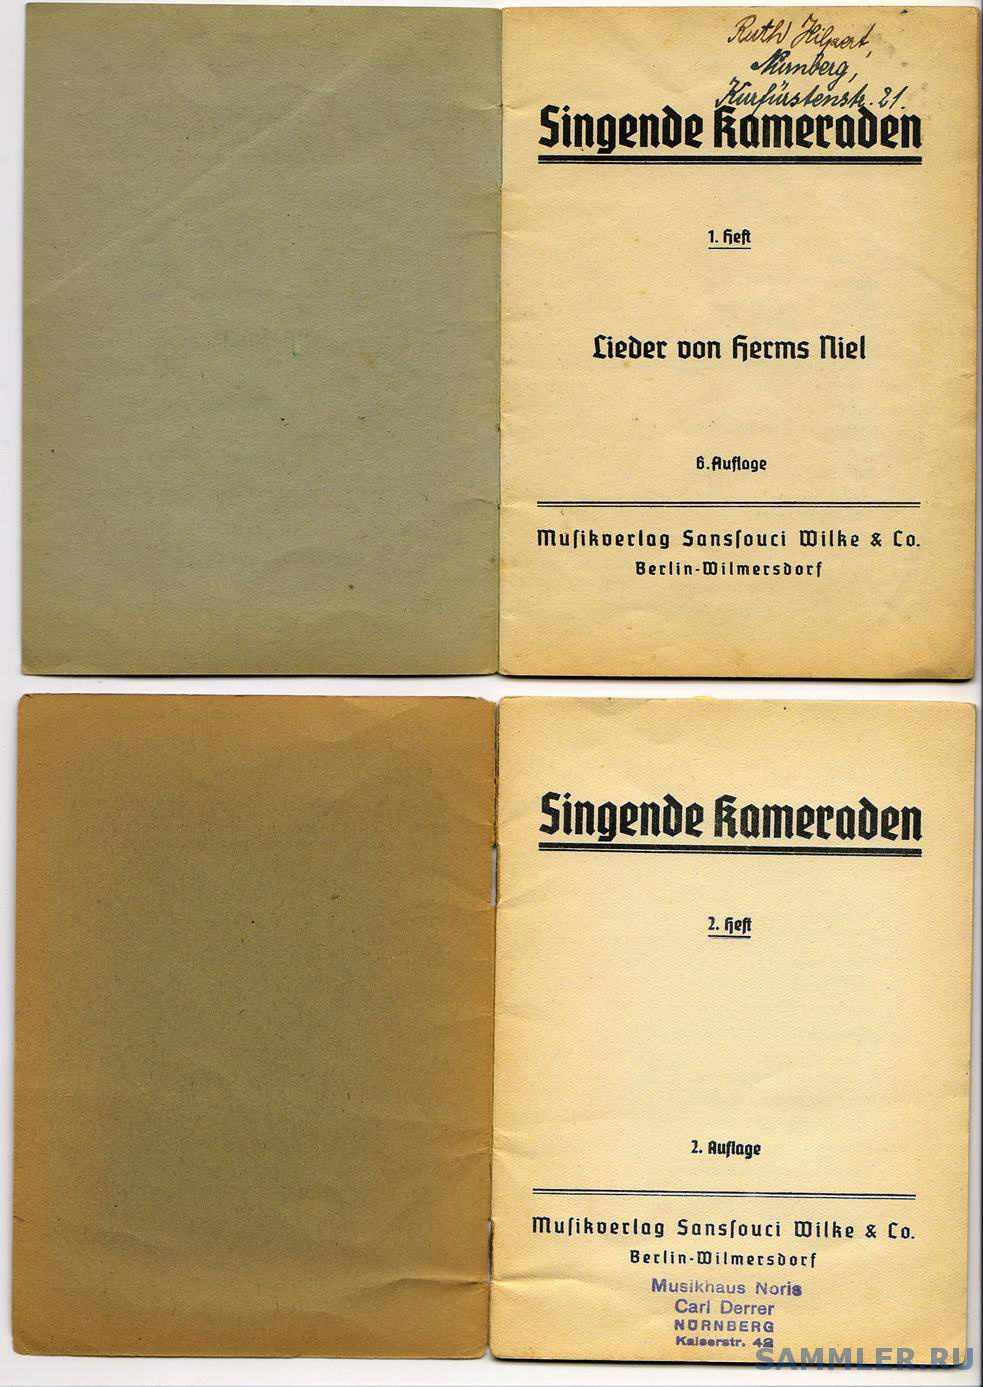 Ruth Hilpert,
Nürnberg,
Kurfürstenstr. 21.
Singende Kameraden
1. Heft
Lieder von Herms Niel
6. Auflage
Muſikverlag Sansſouci Wilke & Co.
Berlin-Wilmersdorf
Singende Kameraden
2. Heft
2. Auflage
Muſikverlag Sansſouci Wilke & Co.
Berlin-Wilmersdorf
Musikhaus Noris
Carl Derrer
NÜRNBERG
Kaiserstr. 42
SAMMLER.RU